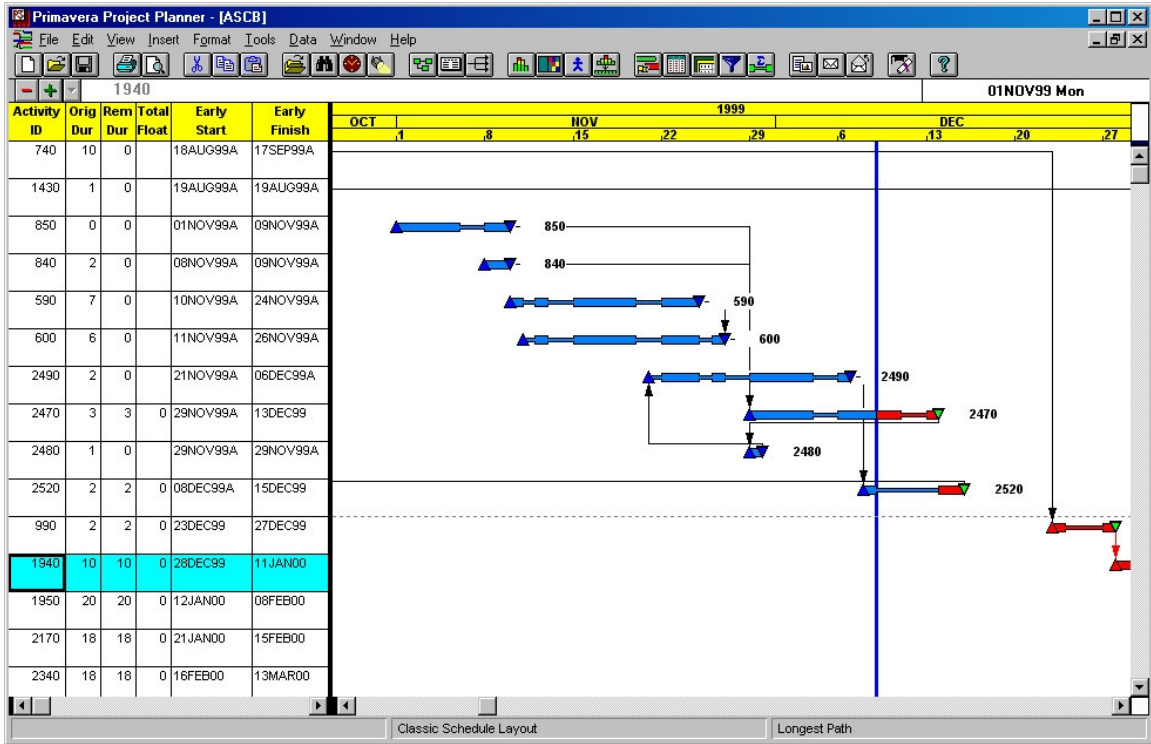 Primavera Project Planner - [ASCB]
File Edit View Insert Format Tools Data Window Help
1940
01NOV99 Mon
Activity ID Orig Dur Rem Dur Total Float Early Start Early Finish
1999
OCT NOV DEC
1 8 15 22 29 6 13 20 27
740 10 0 18AUG99A 17SEP99A
1430 1 0 19AUG99A 19AUG99A
850 0 0 01NOV99A 09NOV99A 850
840 2 0 08NOV99A 09NOV99A 840
590 7 0 10NOV99A 24NOV99A 590
600 6 0 11NOV99A 26NOV99A 600
2490 2 0 21NOV99A 06DEC99A 2490
2470 3 3 0 29NOV99A 13DEC99 2470
2480 1 0 29NOV99A 29NOV99A 2480
2520 2 2 0 08DEC99A 15DEC99 2520
990 2 2 0 23DEC99 27DEC99
1940 10 10 0 28DEC99 11JAN00
1950 20 20 0 12JAN00 08FEB00
2170 18 18 0 21JAN00 15FEB00
2340 18 18 0 16FEB00 13MAR00
Classic Schedule Layout Longest Path